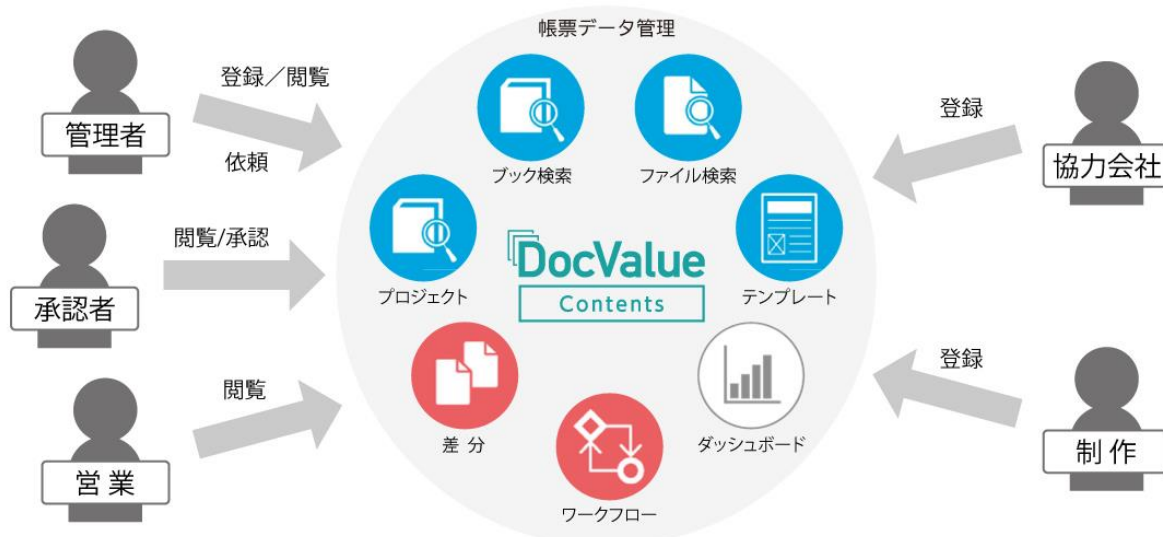 帳票データ管理
管理者
登録／閲覧
依頼
承認者
閲覧/承認
営業
閲覧
ブック検索
ファイル検索
プロジェクト
テンプレート
DocValue
Contents
差分
ダッシュボード
ワークフロー
登録
協力会社
登録
制作